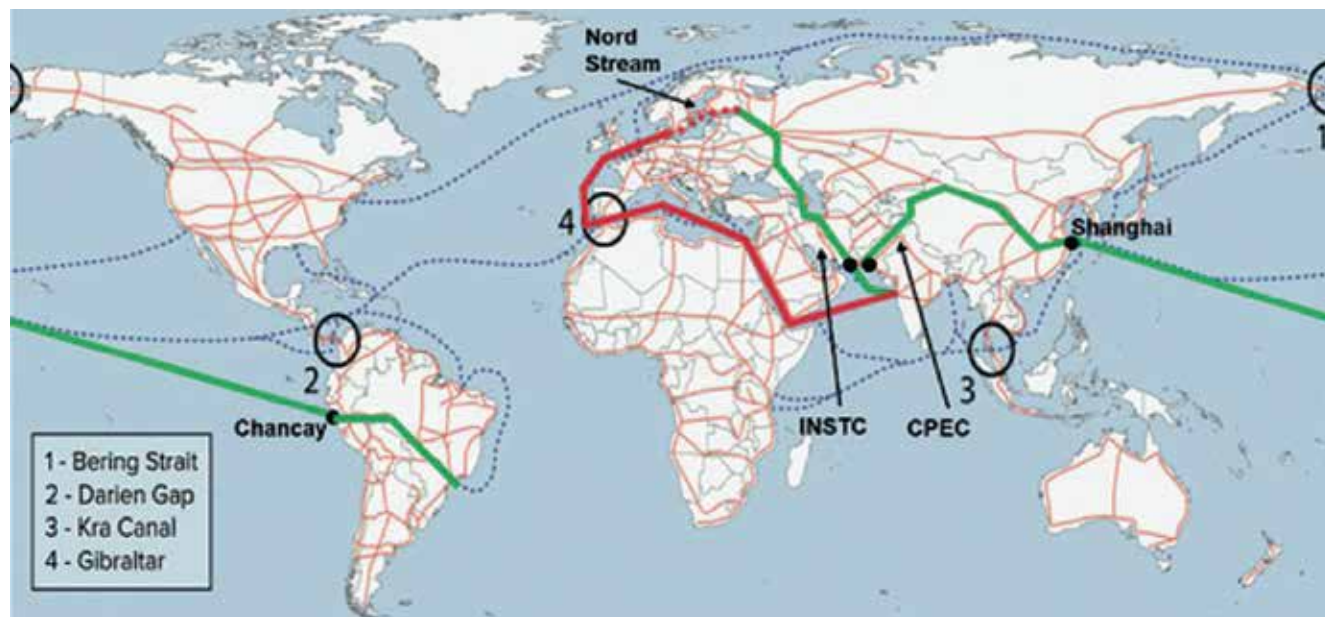 Nord
Stream
1
4
Shanghai
2
3
INSTC
CPEC
Chancay
1 - Bering Strait
2 - Darien Gap
3 - Kra Canal
4 - Gibraltar